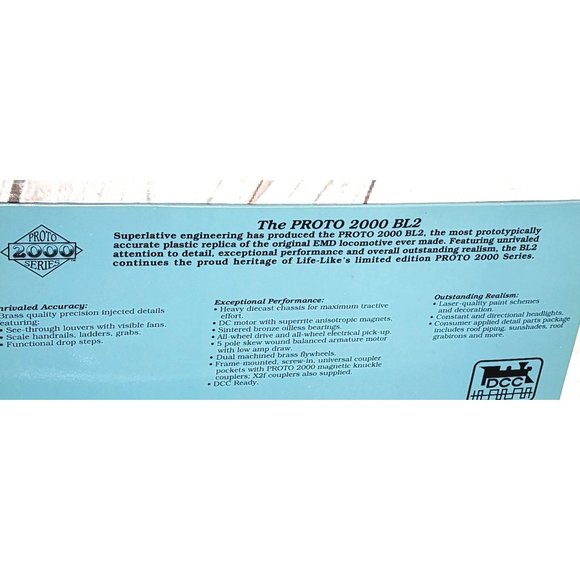 PROTO
2000
SERIES
The PROTO 2000 BL2
Superlative engineering has produced the PROTO 2000 BL2, the most prototypically
accurate plastic replica of the original EMD locomotive ever made. Featuring unrivaled
attention to detail, exceptional performance and overall outstanding realism, the BL2
continues the proud heritage of Life-Like's limited edition PROTO 2000 Series.
nrivaled Accuracy:
Brass quality precision injected details
eaturing:
• See-through louvers with visible fans.
• Scale handrails, ladders, grabs.
• Functional drop steps.
Exceptional Performance:
• Heavy diecast chassis for maximum tractive
effort.
• DC motor with superrite anisotropic magnets.
• Sintered bronze oilless bearings.
• All-wheel drive and all-wheel electrical pick-up.
• 5 pole skew wound balanced armature motor
with low amp draw.
• Dual machined brass flywheels.
• Frame-mounted, screw-in, universal coupler
pockets with PROTO 2000 magnetic knuckle
couplers; X2f couplers also supplied.
• DCC Ready.
Outstanding Realism:
• Laser-quality paint schemes
and decoration.
• Constant and directional headlights.
• Consumer applied detail parts package
includes roof piping, sunshades, roof
grabirons and more.
DCC